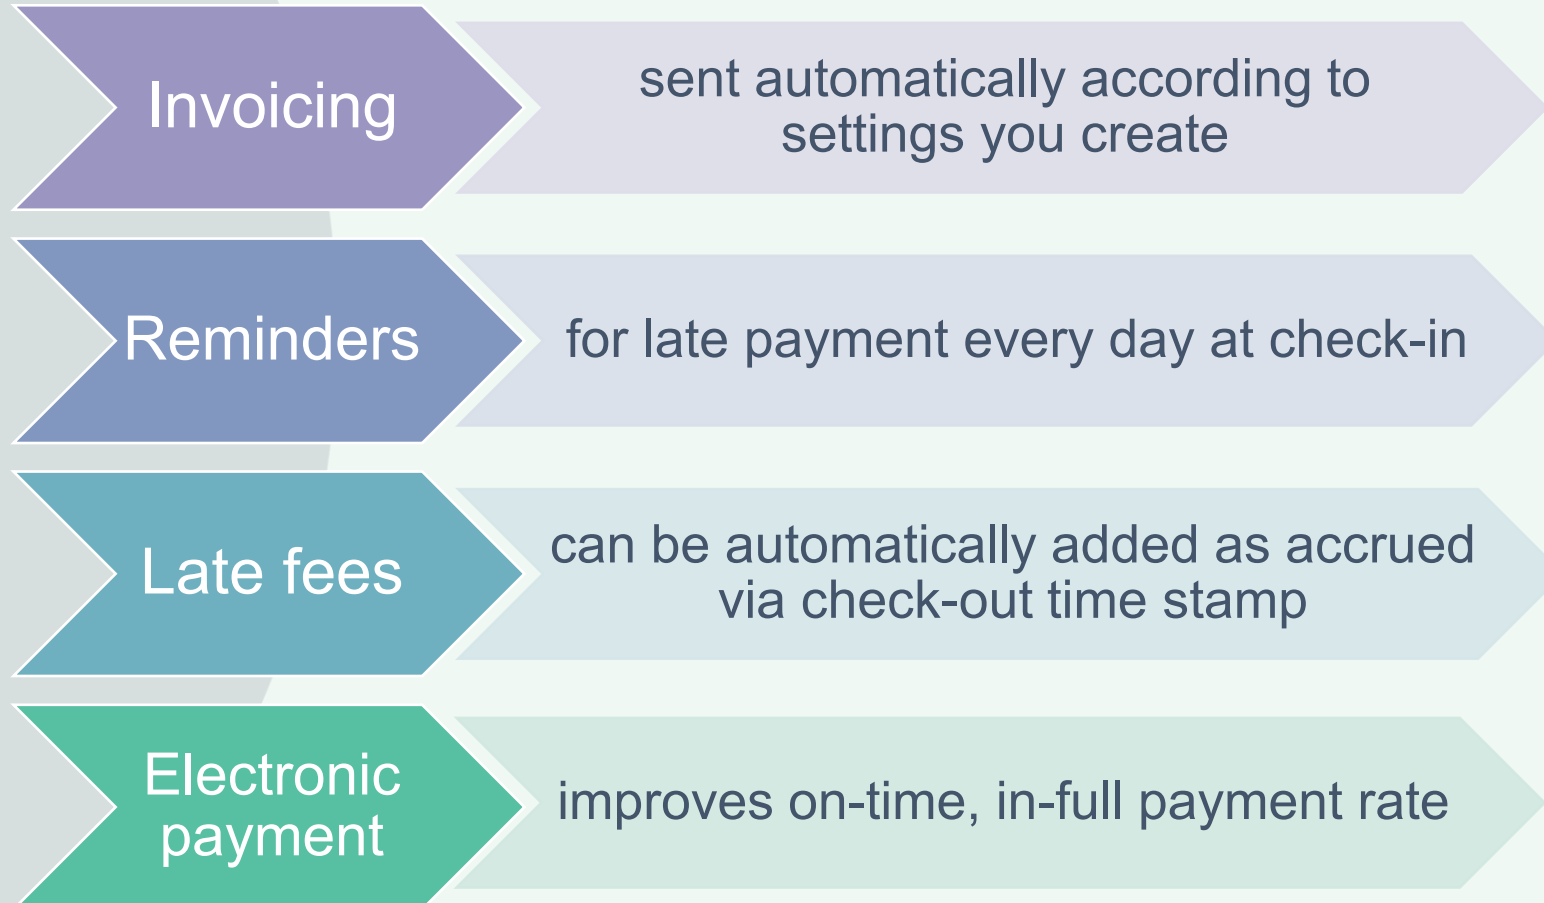 Invoicing
sent automatically according to
settings you create
Reminders
for late payment every day at check-in
Late fees
can be automatically added as accrued
via check-out time stamp
Electronic
payment
improves on-time, in-full payment rate